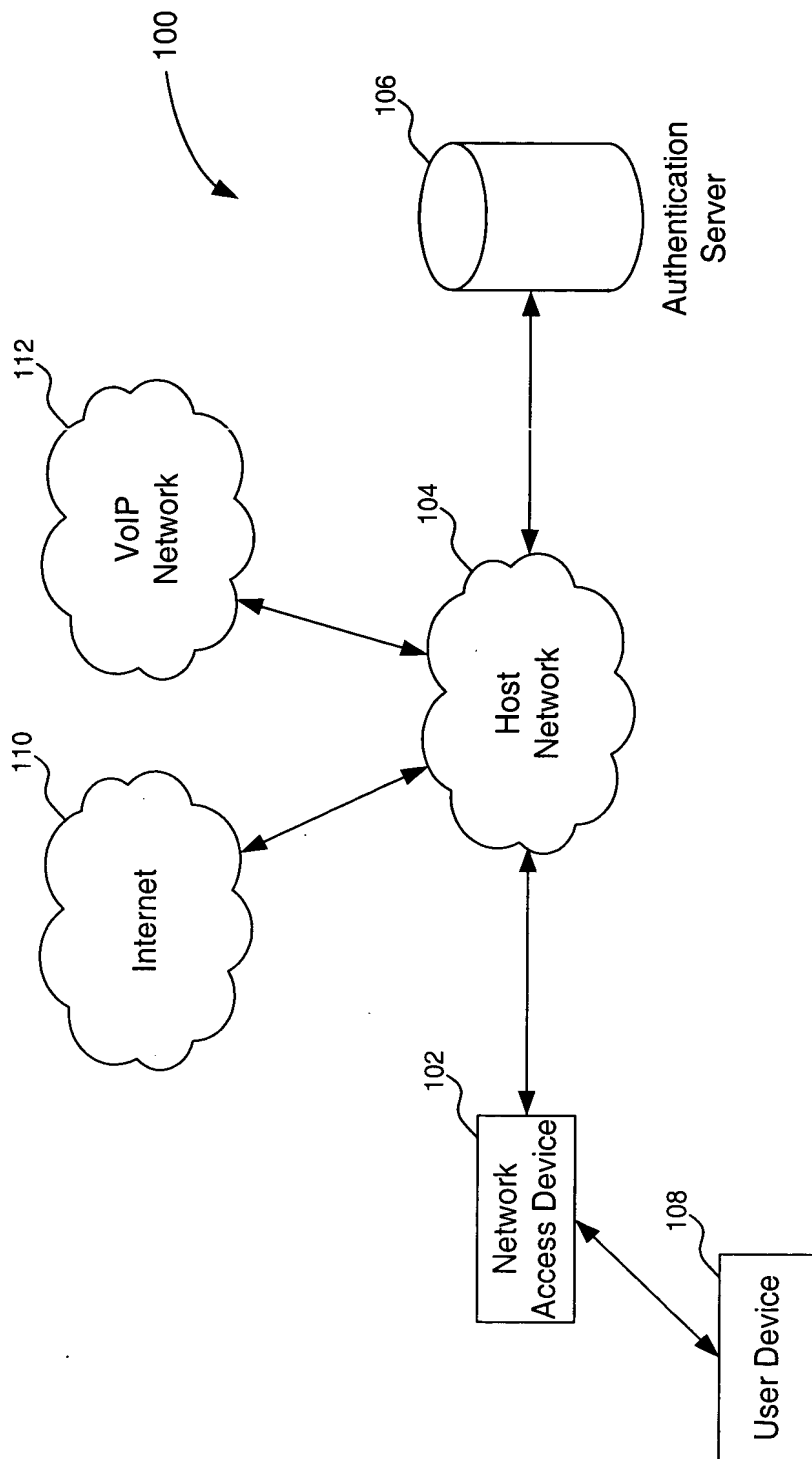 100
112
VoIP
Network
110
Internet
106
Authentication
Server
104
Host
Network
102
Network
Access Device
108
User Device